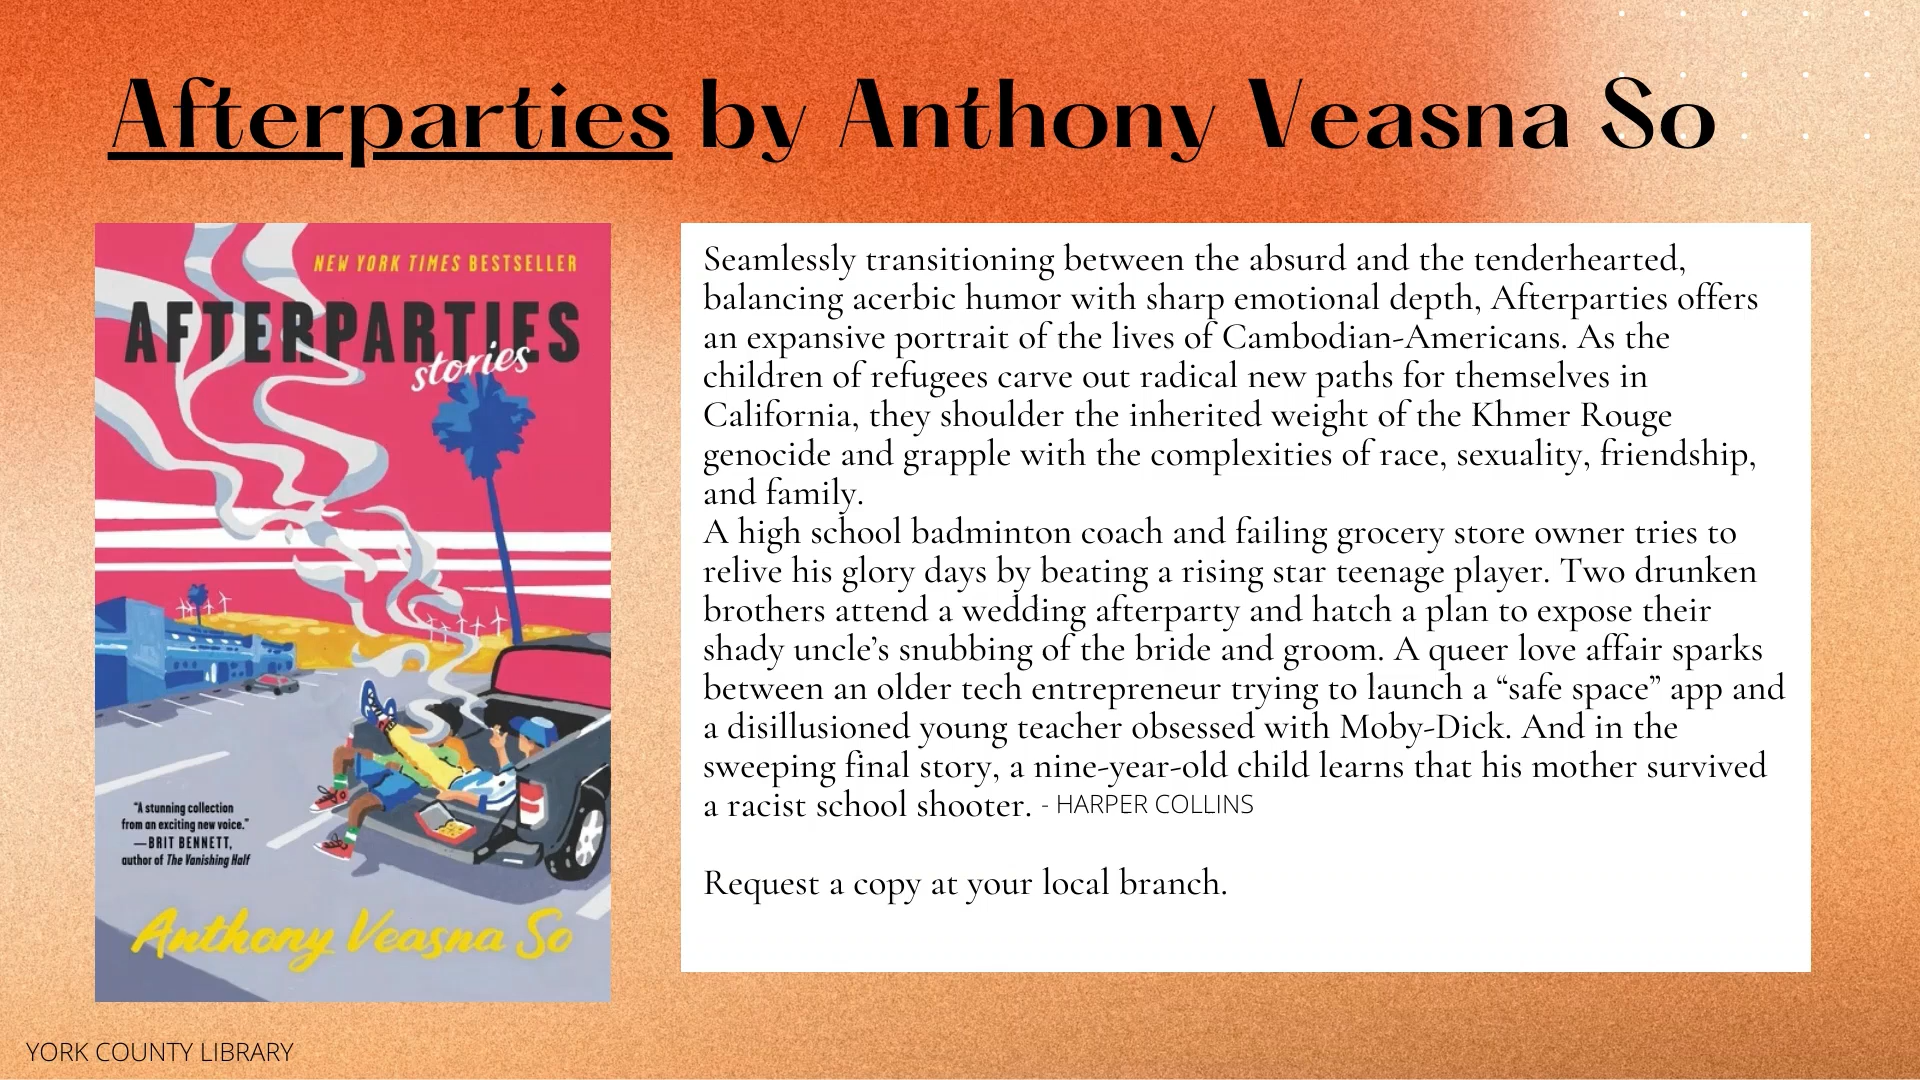 Afterparties by Anthony Veasna So
NEW YORK TIMES BESTSELLER
AFTERPARTIES
stories
"A stunning collection
from an exciting new voice."
—BRIT BENNETT,
author of The Vanishing Half
Anthony Veasna So
Seamlessly transitioning between the absurd and the tenderhearted,
balancing acerbic humor with sharp emotional depth, Afterparties offers
an expansive portrait of the lives of Cambodian-Americans. As the
children of refugees carve out radical new paths for themselves in
California, they shoulder the inherited weight of the Khmer Rouge
genocide and grapple with the complexities of race, sexuality, friendship,
and family.
A high school badminton coach and failing grocery store owner tries to
relive his glory days by beating a rising star teenage player. Two drunken
brothers attend a wedding afterparty and hatch a plan to expose their
shady uncle’s snubbing of the bride and groom. A queer love affair sparks
between an older tech entrepreneur trying to launch a “safe space” app and
a disillusioned young teacher obsessed with Moby-Dick. And in the
sweeping final story, a nine-year-old child learns that his mother survived
a racist school shooter. - HARPER COLLINS
Request a copy at your local branch.
YORK COUNTY LIBRARY